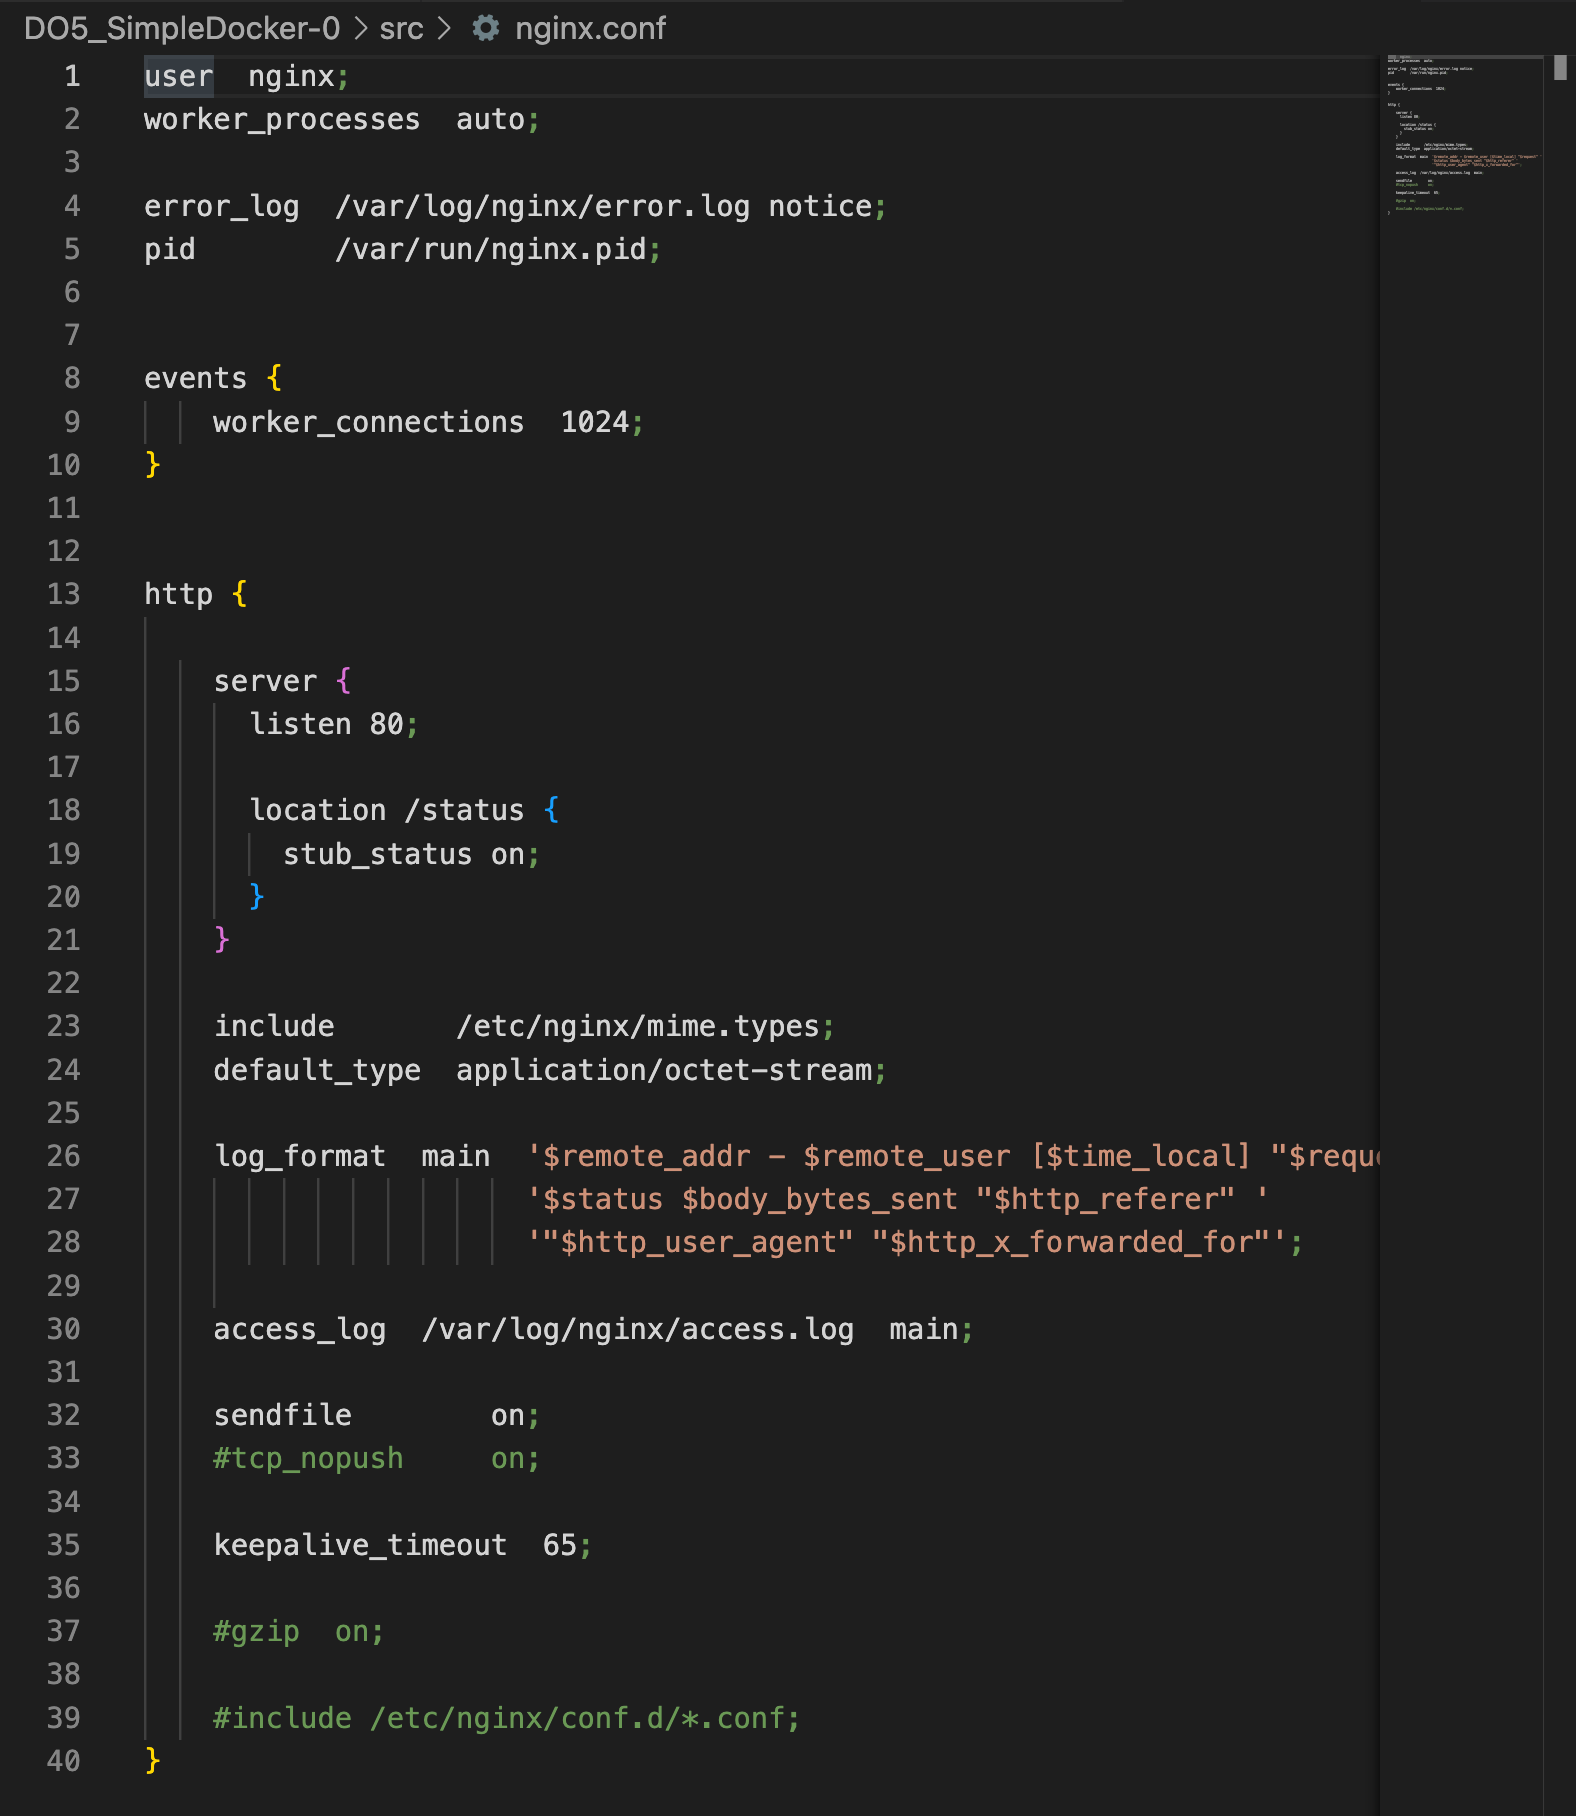 DO5_SimpleDocker-0 > src > nginx.conf
1 user  nginx;
2 worker_processes  auto;
3
4 error_log  /var/log/nginx/error.log notice;
5 pid        /var/run/nginx.pid;
6
7
8 events {
9     worker_connections  1024;
10 }
11
12
13 http {
14
15     server {
16       listen 80;
17
18       location /status {
19         stub_status on;
20       }
21     }
22
23     include       /etc/nginx/mime.types;
24     default_type  application/octet-stream;
25
26     log_format  main  '$remote_addr - $remote_user [$time_local] "$requ
27                       '$status $body_bytes_sent "$http_referer" '
28                       '"$http_user_agent" "$http_x_forwarded_for"';
29
30     access_log  /var/log/nginx/access.log  main;
31
32     sendfile        on;
33     #tcp_nopush     on;
34
35     keepalive_timeout  65;
36
37     #gzip  on;
38
39     #include /etc/nginx/conf.d/*.conf;
40 }